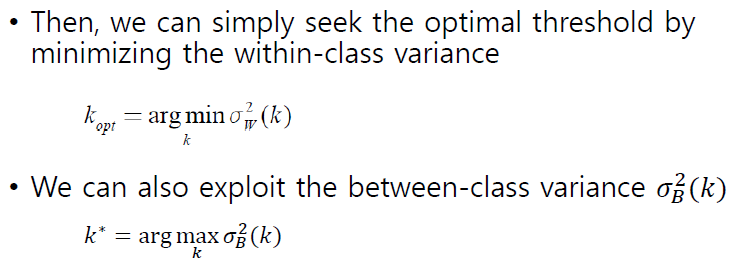 • Then, we can simply seek the optimal threshold by
minimizing the within-class variance
k_opt = arg min_k σ²_W(k)
• We can also exploit the between-class variance σ²_B(k)
k* = arg max_k σ²_B(k)